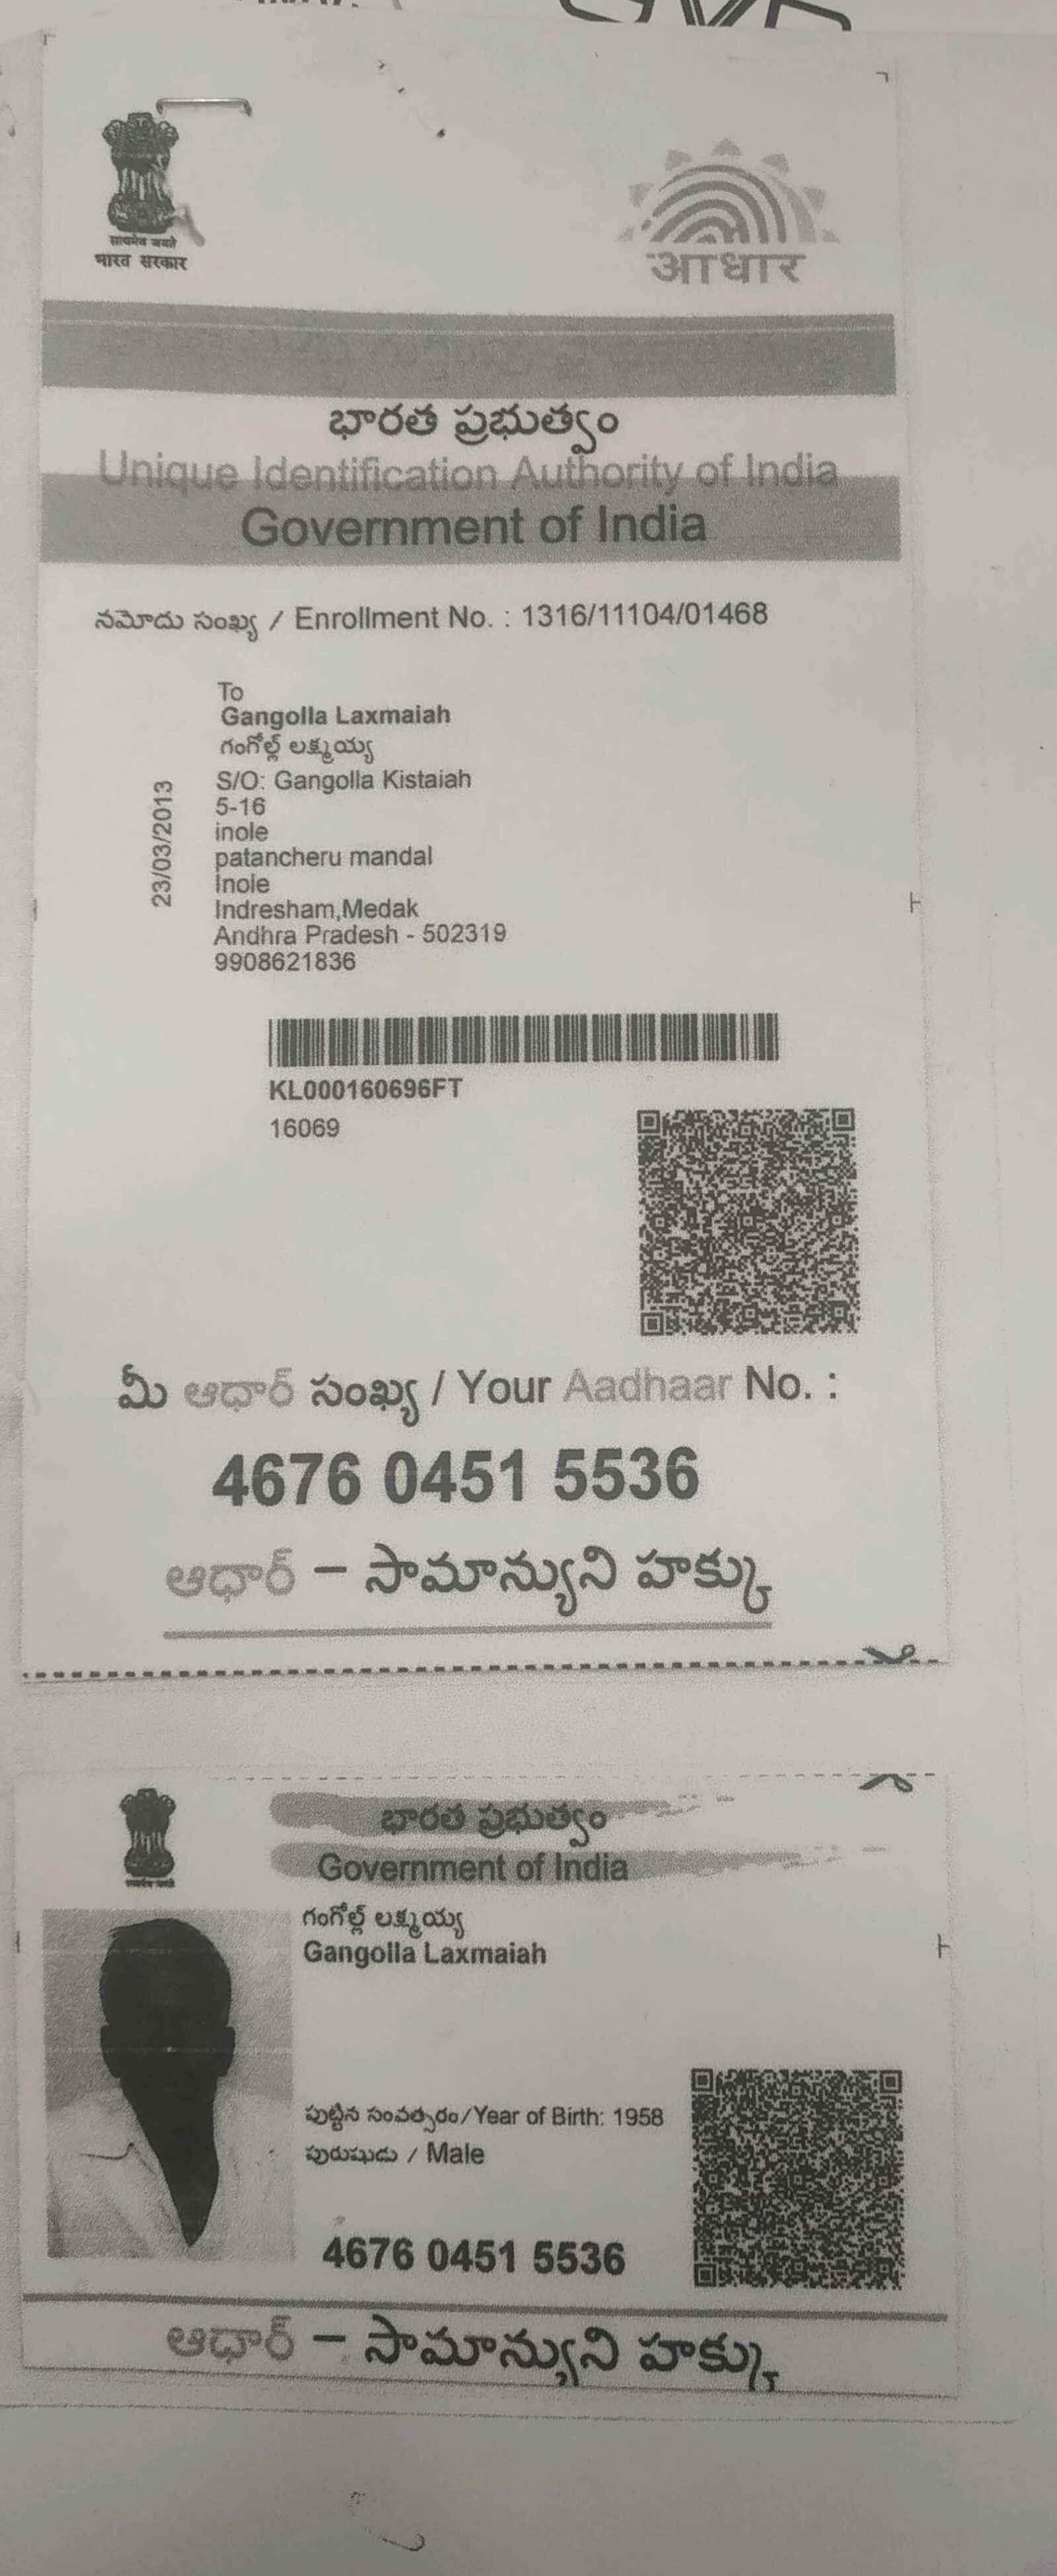 सत्यमेव जयते
भारत सरकार
आधार
భారత ప్రభుత్వం
Unique Identification Authority of India
Government of India
నమోదు సంఖ్య / Enrollment No. : 1316/11104/01468
To
Gangolla Laxmaiah
గంగోల్ల్ లక్ష్మయ్య
S/O: Gangolla Kistaiah
5-16
inole
patancheru mandal
Inole
Indresham,Medak
Andhra Pradesh - 502319
9908621836
23/03/2013
KL000160696FT
16069
మీ ఆధార్ సంఖ్య / Your Aadhaar No. :
4676 0451 5536
ఆధార్ – సామాన్యుని హక్కు
భారత ప్రభుత్వం
Government of India
గంగోల్ల్ లక్ష్మయ్య
Gangolla Laxmaiah
పుట్టిన సంవత్సరం/Year of Birth: 1958
పురుషుడు / Male
4676 0451 5536
ఆధార్ – సామాన్యుని హక్కు